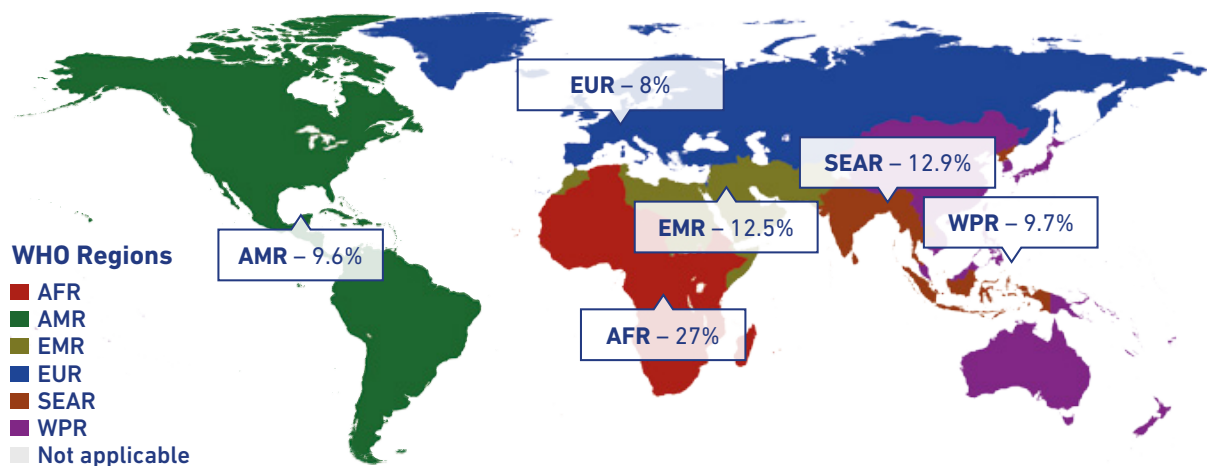 EUR – 8%
SEAR – 12.9%
EMR – 12.5%
WPR – 9.7%
AMR – 9.6%
AFR – 27%
WHO Regions
AFR
AMR
EMR
EUR
SEAR
WPR
Not applicable